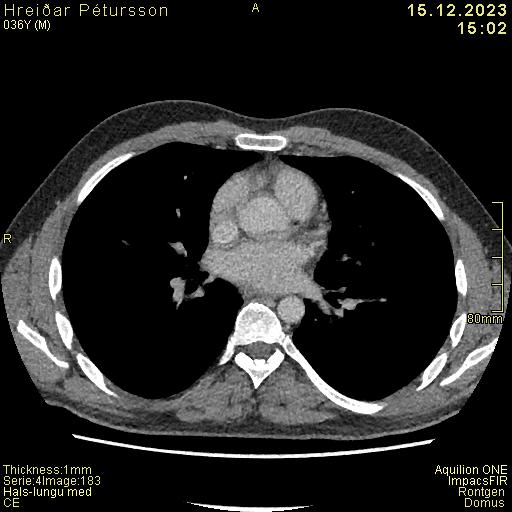 Hreiðar Pétursson
036Y (M)
A
15.12.2023
15:02
R
80mm
Thickness:1mm
Serie:4Image:183
Hals-lungu med
CE
Aquilion ONE
ImpacsFIR
Rontgen
Domus